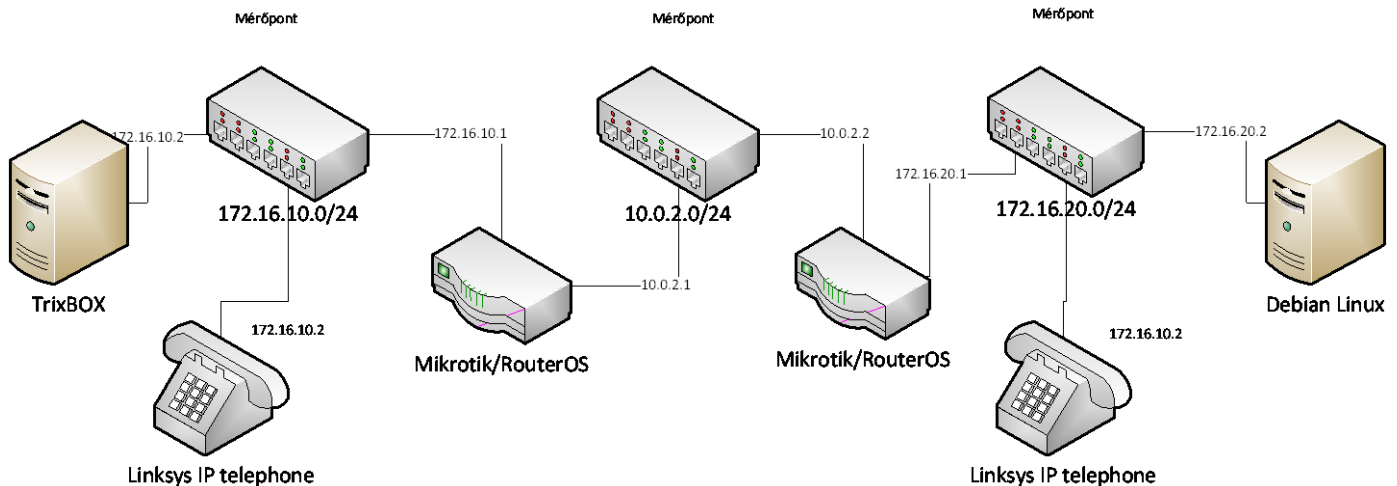 Mérőpont
Mérőpont
Mérőpont
172.16.10.2
172.16.10.1
10.0.2.2
172.16.20.2
172.16.20.1
172.16.10.0/24
10.0.2.0/24
172.16.20.0/24
10.0.2.1
TrixBOX
Debian Linux
172.16.10.2
172.16.10.2
Mikrotik/RouterOS
Mikrotik/RouterOS
Linksys IP telephone
Linksys IP telephone